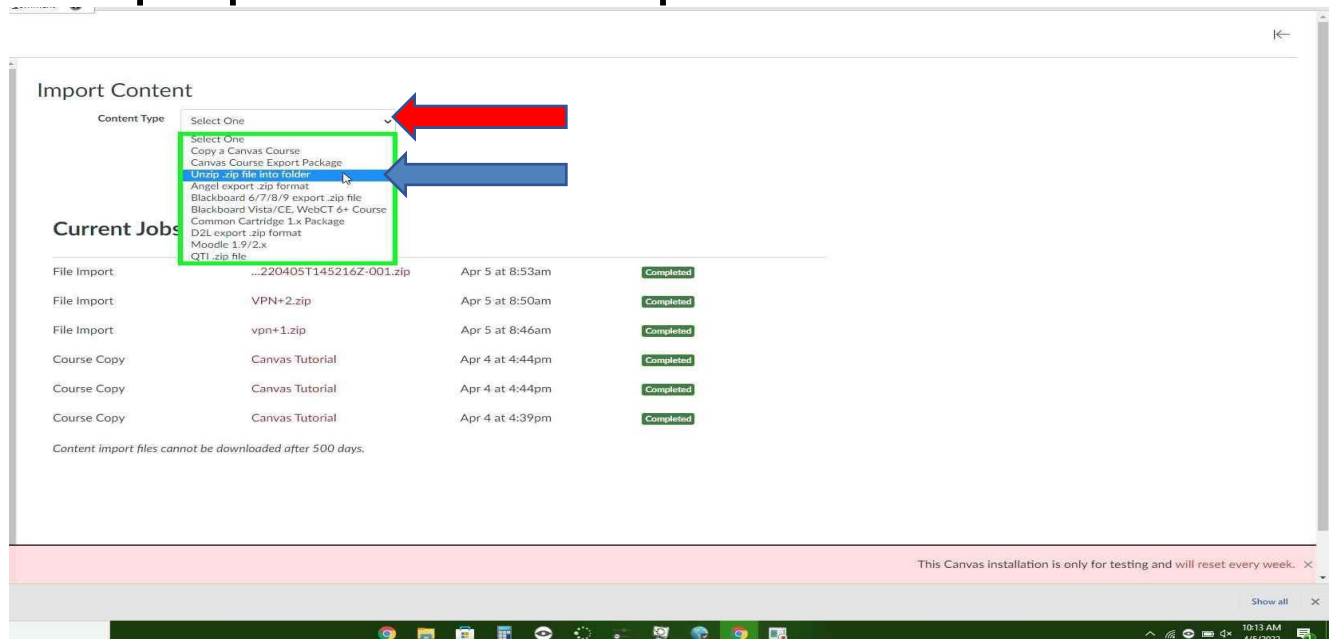 Import Content
Content Type
Select One
Select One
Copy a Canvas Course
Canvas Course Export Package
Unzip .zip file into folder
Angel export .zip format
Blackboard 6/7/8/9 export .zip file
Blackboard Vista/CE, WebCT 6+ Course
Common Cartridge 1.x Package
D2L export .zip format
Moodle 1.9/2.x
QTI .zip file
Current Jobs
File Import ...220405T145216Z-001.zip Apr 5 at 8:53am Completed
File Import VPN+2.zip Apr 5 at 8:50am Completed
File Import vpn+1.zip Apr 5 at 8:46am Completed
Course Copy Canvas Tutorial Apr 4 at 4:44pm Completed
Course Copy Canvas Tutorial Apr 4 at 4:44pm Completed
Course Copy Canvas Tutorial Apr 4 at 4:39pm Completed
Content import files cannot be downloaded after 500 days.
This Canvas installation is only for testing and will reset every week.
Show all
10:13 AM
4/5/2022